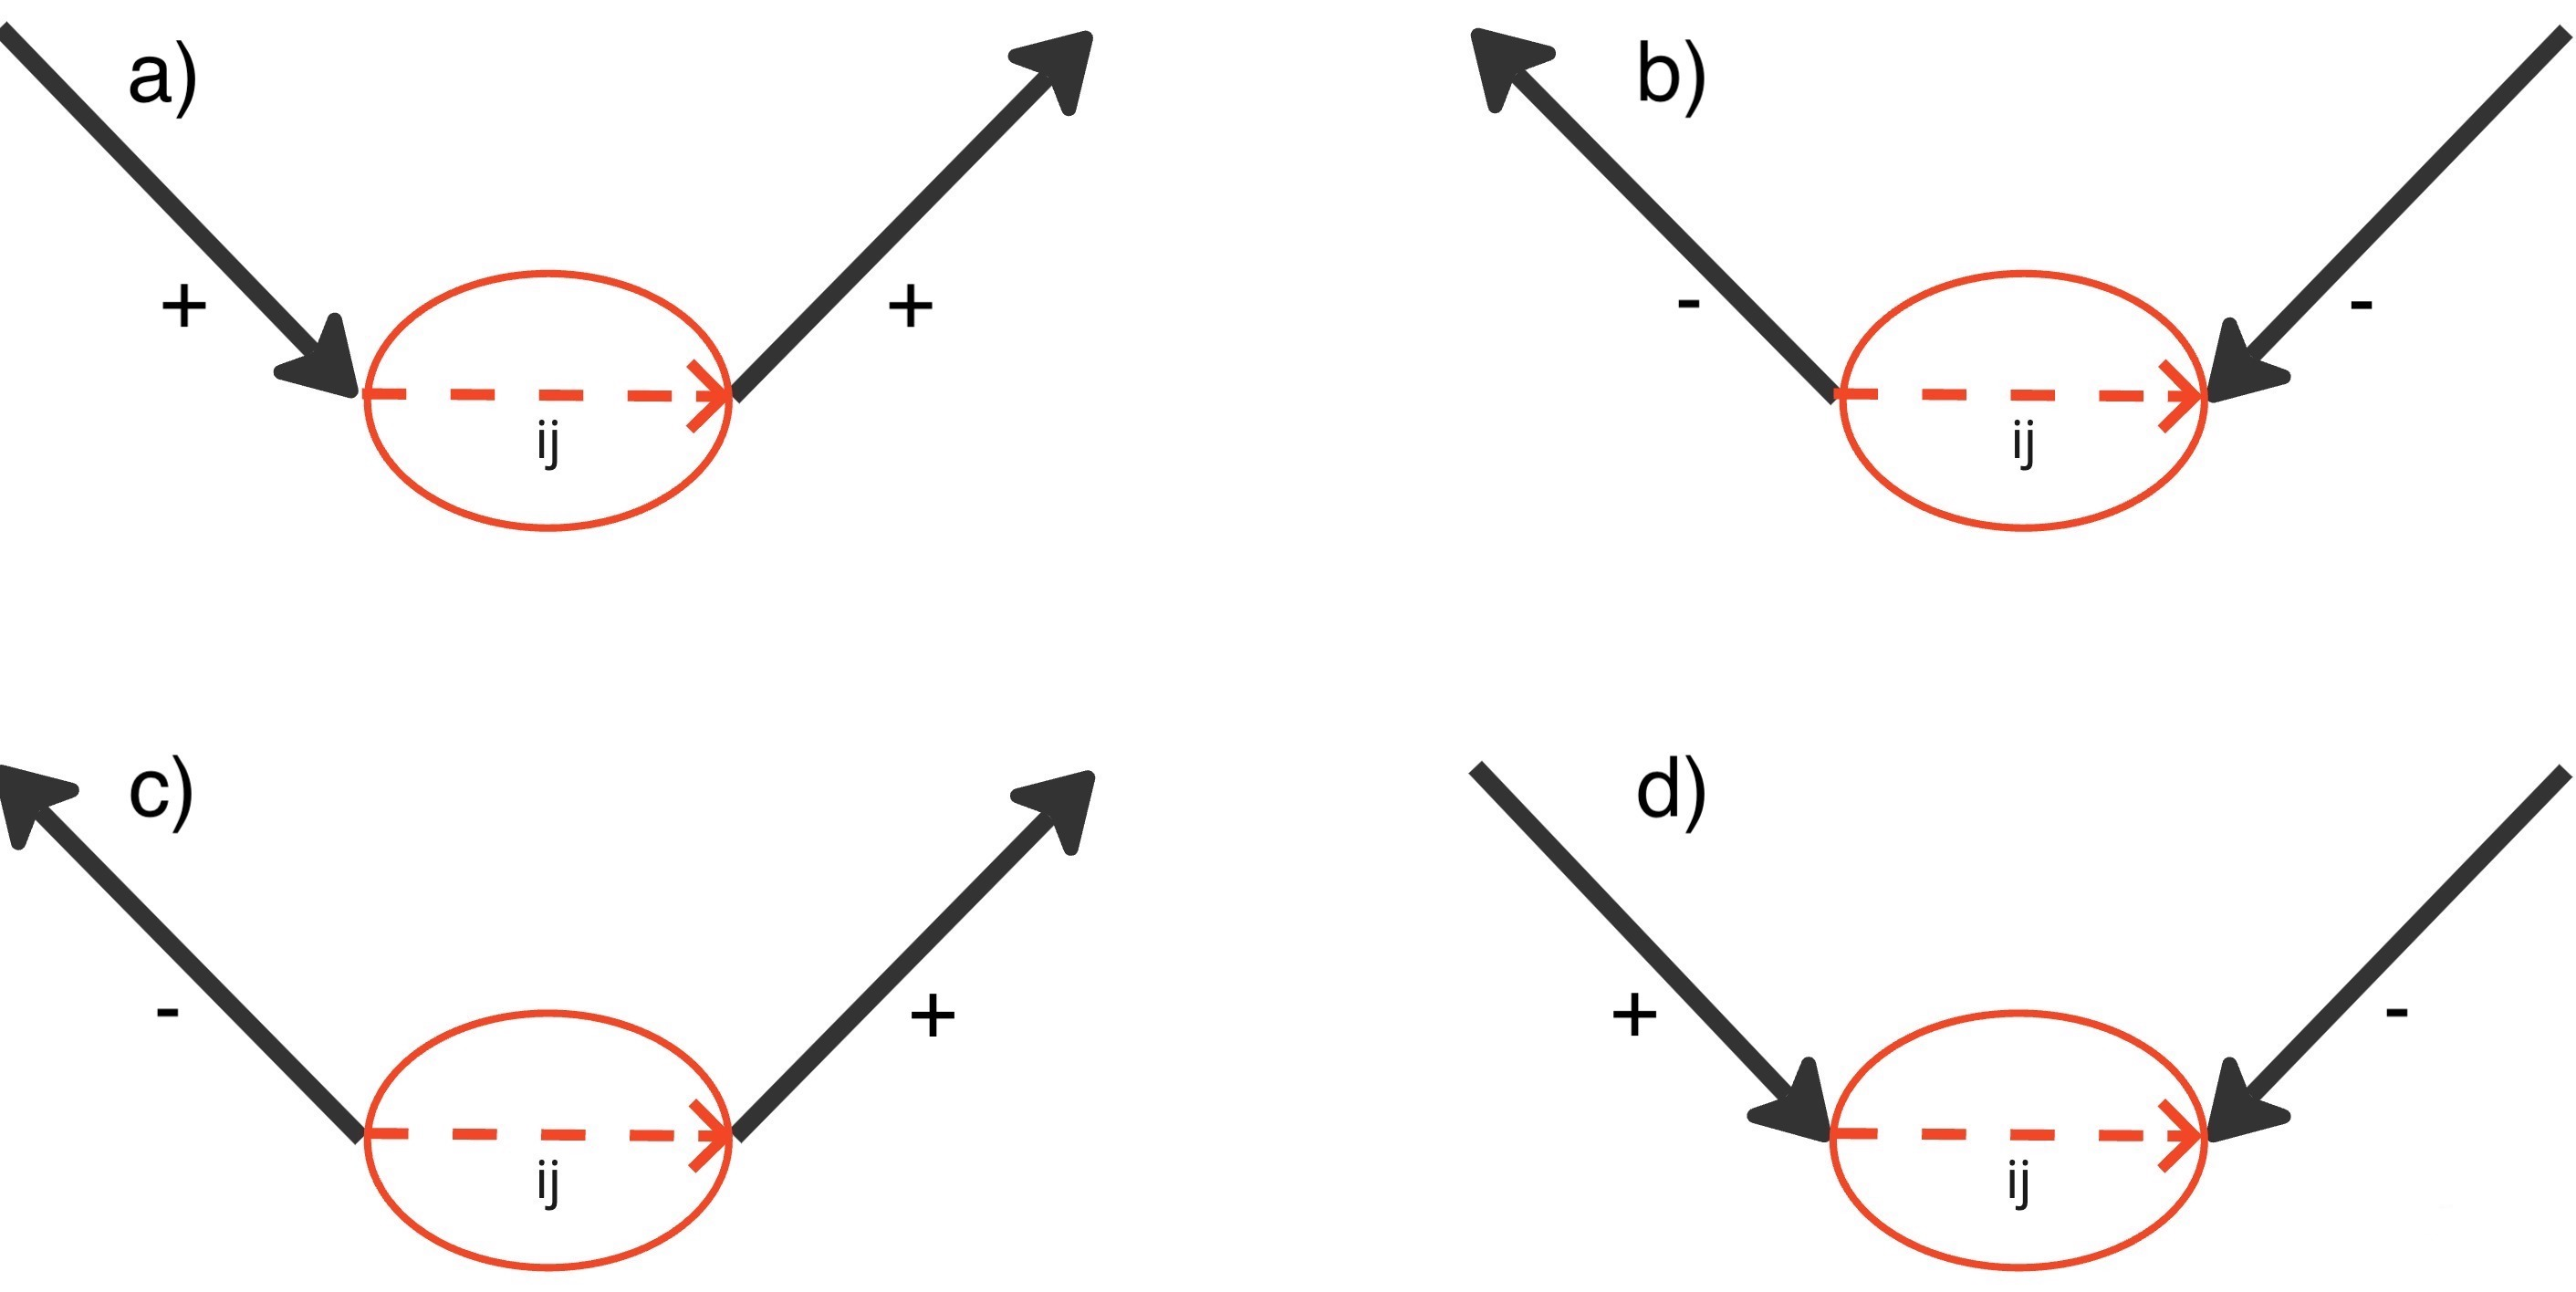 a)
b)
+
+
-
-
ij
ij
c)
d)
-
+
+
-
ij
ij